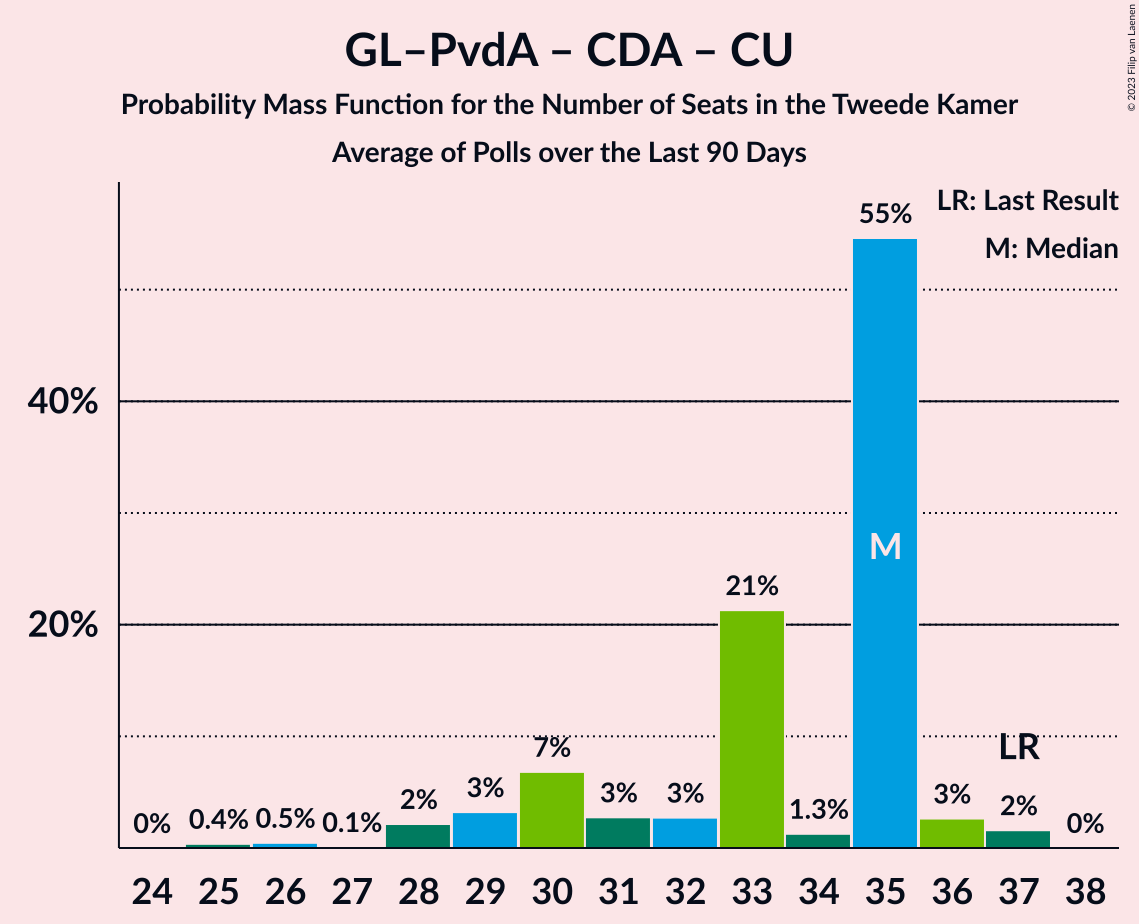 GL–PvdA – CDA – CU
Probability Mass Function for the Number of Seats in the Tweede Kamer
Average of Polls over the Last 90 Days
© 2023 Filip van Laenen
LR: Last Result
M: Median
40%
20%
0%
0.4%
0.5%
0.1%
2%
3%
7%
3%
3%
21%
1.3%
55%
M
3%
LR
2%
0%
24 25 26 27 28 29 30 31 32 33 34 35 36 37 38